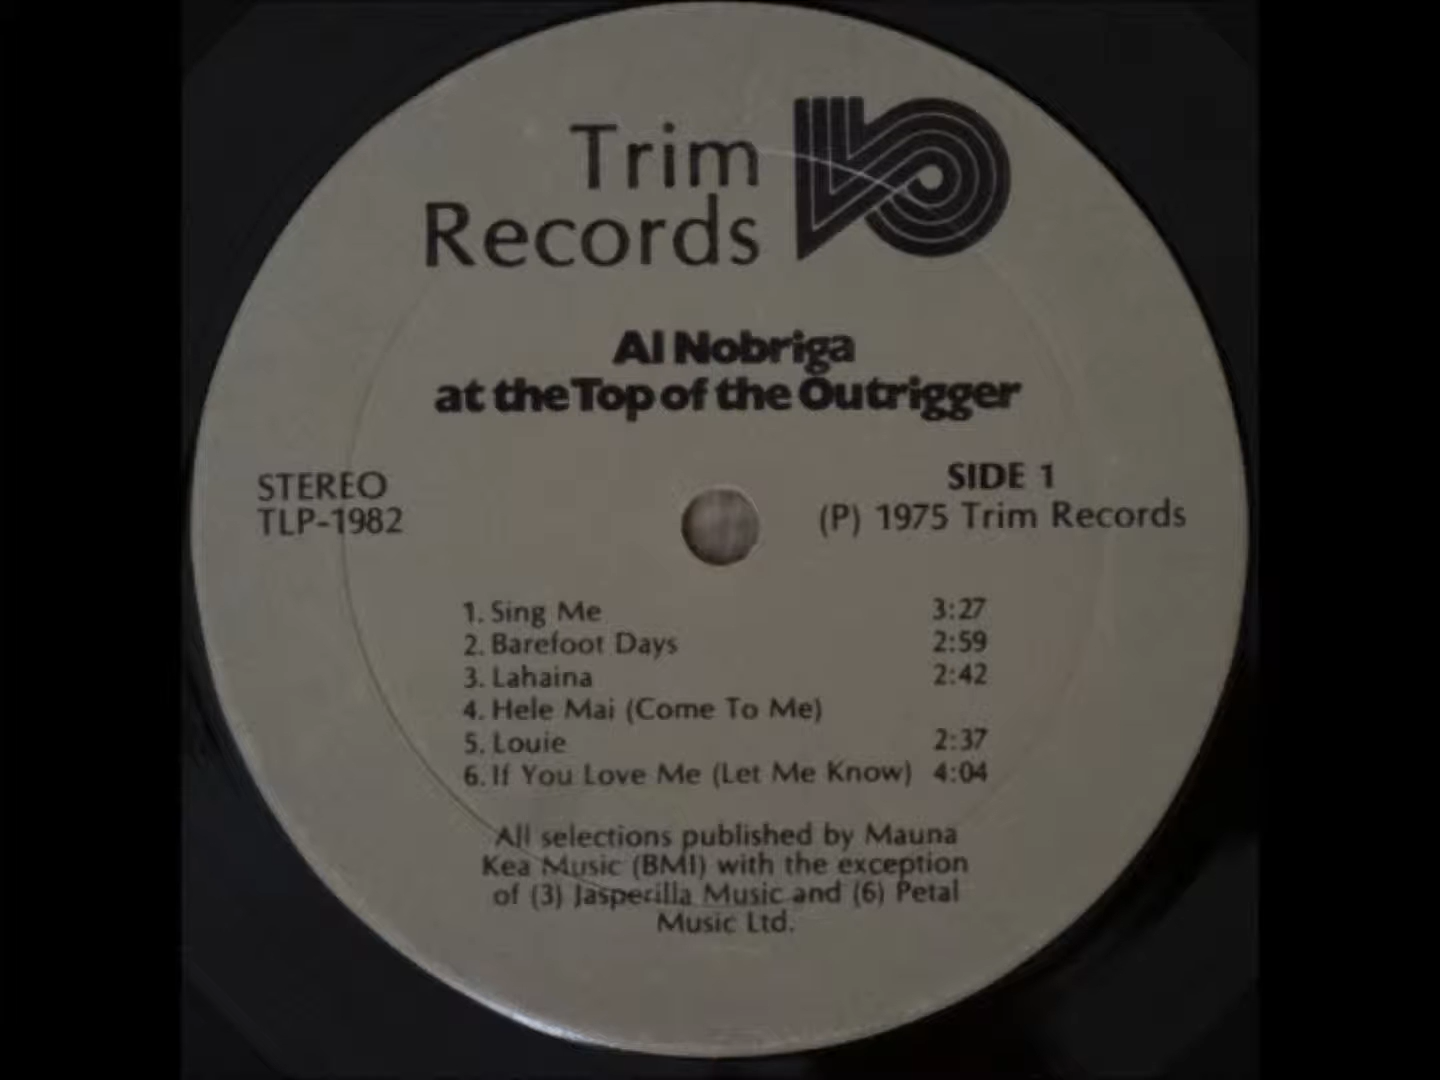 Trim
Records
Al Nobriga
at the Top of the Outrigger
STEREO
TLP-1982
SIDE 1
(P) 1975 Trim Records
1. Sing Me 3:27
2. Barefoot Days 2:59
3. Lahaina 2:42
4. Hele Mai (Come To Me)
5. Louie 2:37
6. If You Love Me (Let Me Know) 4:04
All selections published by Mauna
Kea Music (BMI) with the exception
of (3) Jasperilla Music and (6) Petal
Music Ltd.